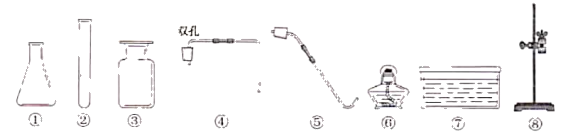 双孔
① ② ③ ④ ⑤ ⑥ ⑦ ⑧